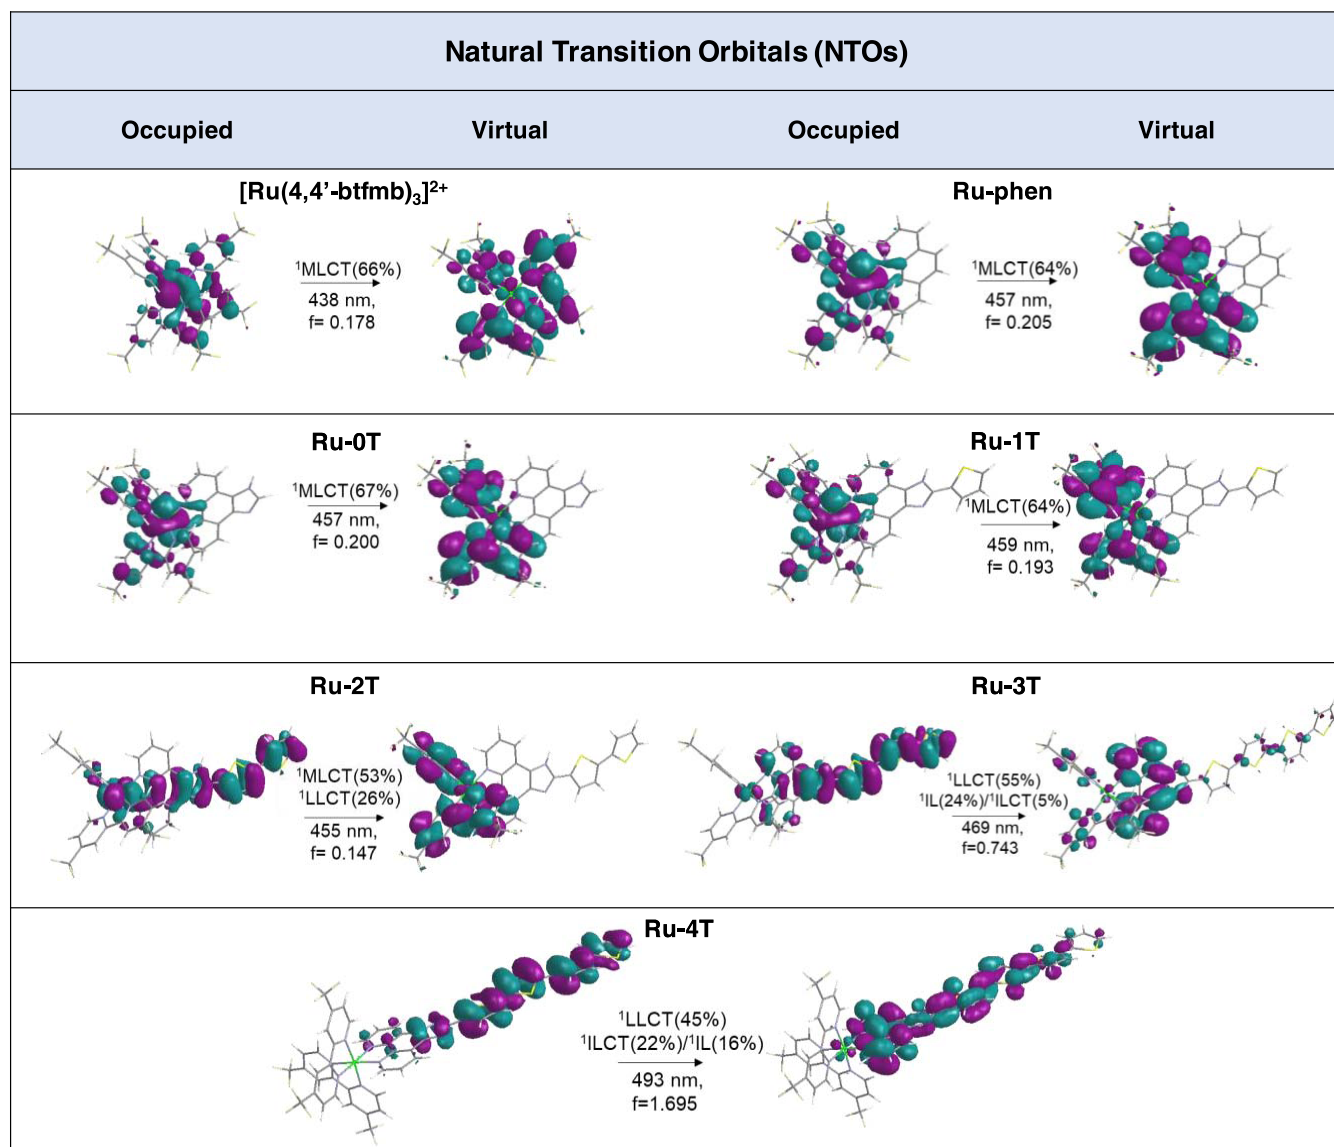 Natural Transition Orbitals (NTOs)
Occupied Virtual Occupied Virtual
[Ru(4,4’-btfmb)₃]²⁺
¹MLCT(66%)
438 nm,
f= 0.178
Ru-phen
¹MLCT(64%)
457 nm,
f= 0.205
Ru-0T
¹MLCT(67%)
457 nm,
f= 0.200
Ru-1T
¹MLCT(64%)
459 nm,
f= 0.193
Ru-2T
¹MLCT(53%)
¹LLCT(26%)
455 nm,
f= 0.147
Ru-3T
¹LLCT(55%)
¹IL(24%)/¹ILCT(5%)
469 nm,
f=0.743
Ru-4T
¹LLCT(45%)
¹ILCT(22%)/¹IL(16%)
493 nm,
f=1.695